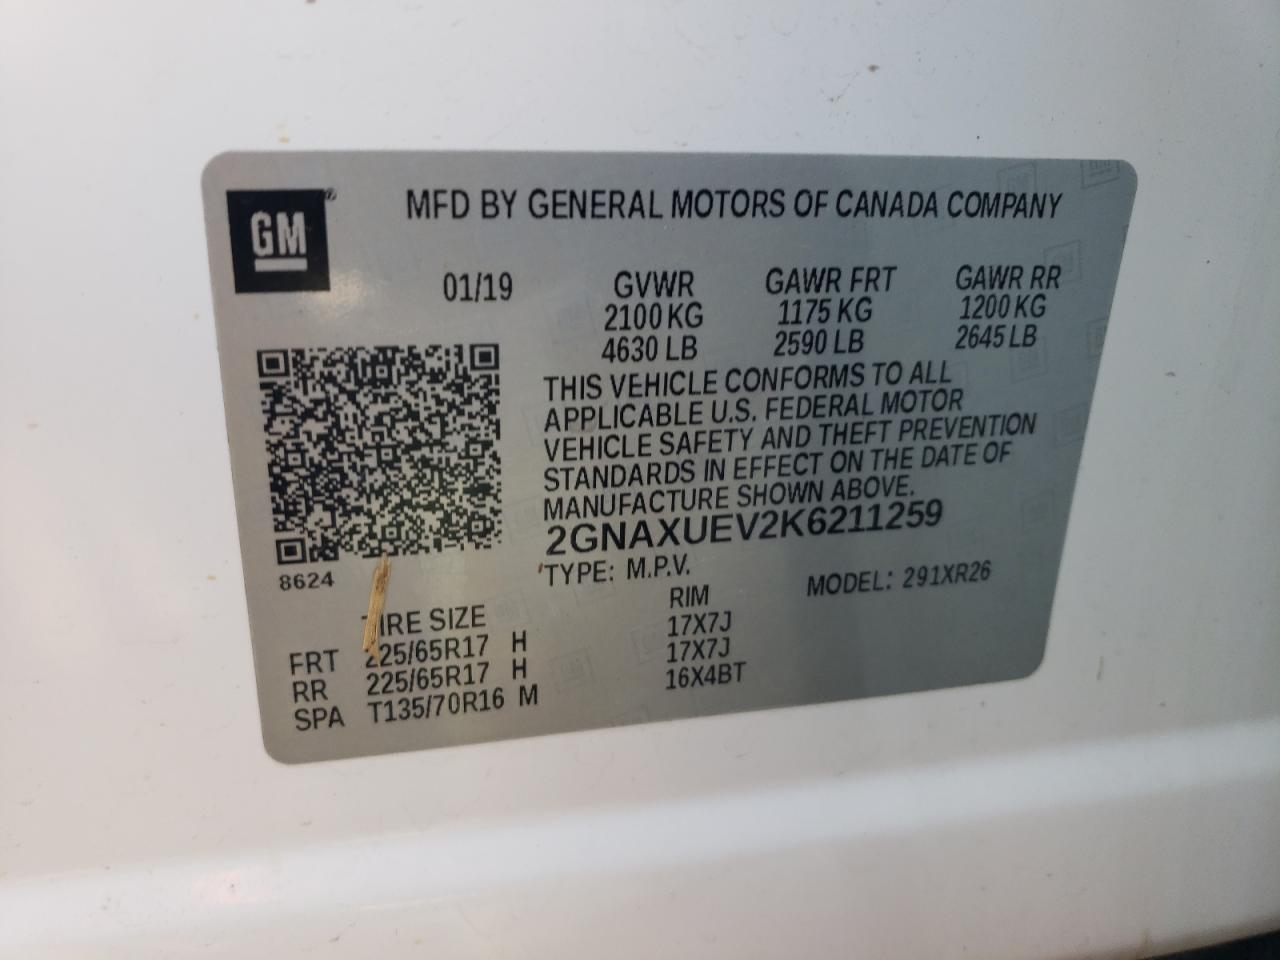 GM®
MFD BY GENERAL MOTORS OF CANADA COMPANY
01/19 GVWR GAWR FRT GAWR RR
2100 KG 1175 KG 1200 KG
4630 LB 2590 LB 2645 LB
THIS VEHICLE CONFORMS TO ALL
APPLICABLE U.S. FEDERAL MOTOR
VEHICLE SAFETY AND THEFT PREVENTION
STANDARDS IN EFFECT ON THE DATE OF
MANUFACTURE SHOWN ABOVE.
2GNAXUEV2K6211259
8624 TYPE: M.P.V. MODEL: 291XR26
TIRE SIZE RIM
FRT 225/65R17 H 17X7J
RR 225/65R17 H 17X7J
SPA T135/70R16 M 16X4BT